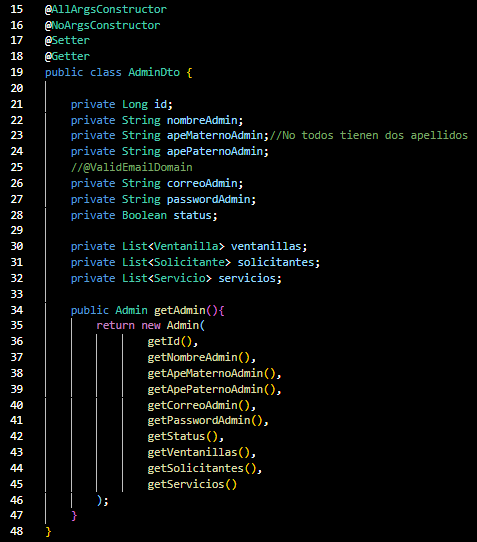 15 @AllArgsConstructor
16 @NoArgsConstructor
17 @Setter
18 @Getter
19 public class AdminDto {
20
21 private Long id;
22 private String nombreAdmin;
23 private String apeMaternoAdmin;//No todos tienen dos apellidos
24 private String apePaternoAdmin;
25 //@ValidEmailDomain
26 private String correoAdmin;
27 private String passwordAdmin;
28 private Boolean status;
29
30 private List<Ventanilla> ventanillas;
31 private List<Solicitante> solicitantes;
32 private List<Servicio> servicios;
33
34 public Admin getAdmin(){
35 return new Admin(
36 getId(),
37 getNombreAdmin(),
38 getApeMaternoAdmin(),
39 getApePaternoAdmin(),
40 getCorreoAdmin(),
41 getPasswordAdmin(),
42 getStatus(),
43 getVentanillas(),
44 getSolicitantes(),
45 getServicios()
46 );
47 }
48 }